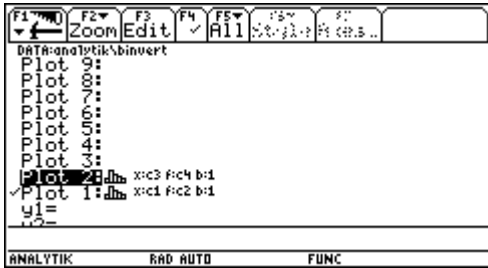 F1 F2 Zoom F3 Edit F4 ✓ F5 All
DATA:analytik\binvert
Plot 9:
Plot 8:
Plot 7:
Plot 6:
Plot 5:
Plot 4:
Plot 3:
Plot 2: x:c3 f:c4 b:1
✓Plot 1: x:c1 f:c2 b:1
y1=
y2=
ANALYTIK RAD AUTO FUNC